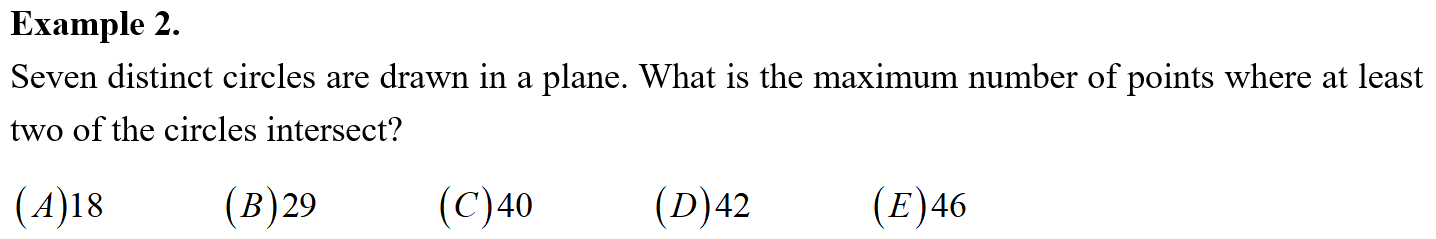 Example 2.
Seven distinct circles are drawn in a plane. What is the maximum number of points where at least
two of the circles intersect?
(A)18 (B)29 (C)40 (D)42 (E)46